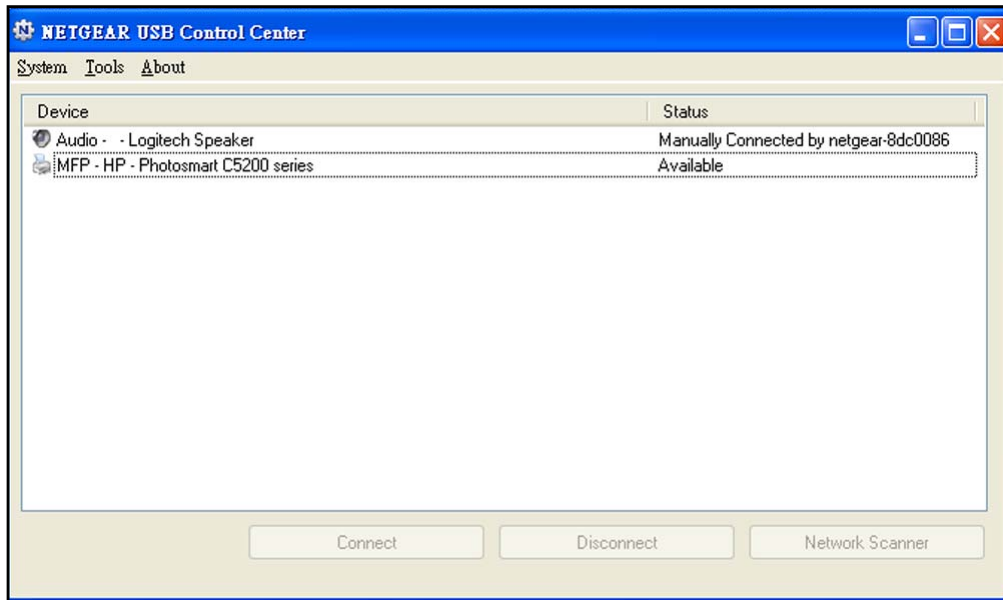 NETGEAR USB Control Center
System Tools About
Device Status
Audio - - Logitech Speaker Manually Connected by netgear-8dc0086
MFP - HP - Photosmart C5200 series Available
Connect Disconnect Network Scanner